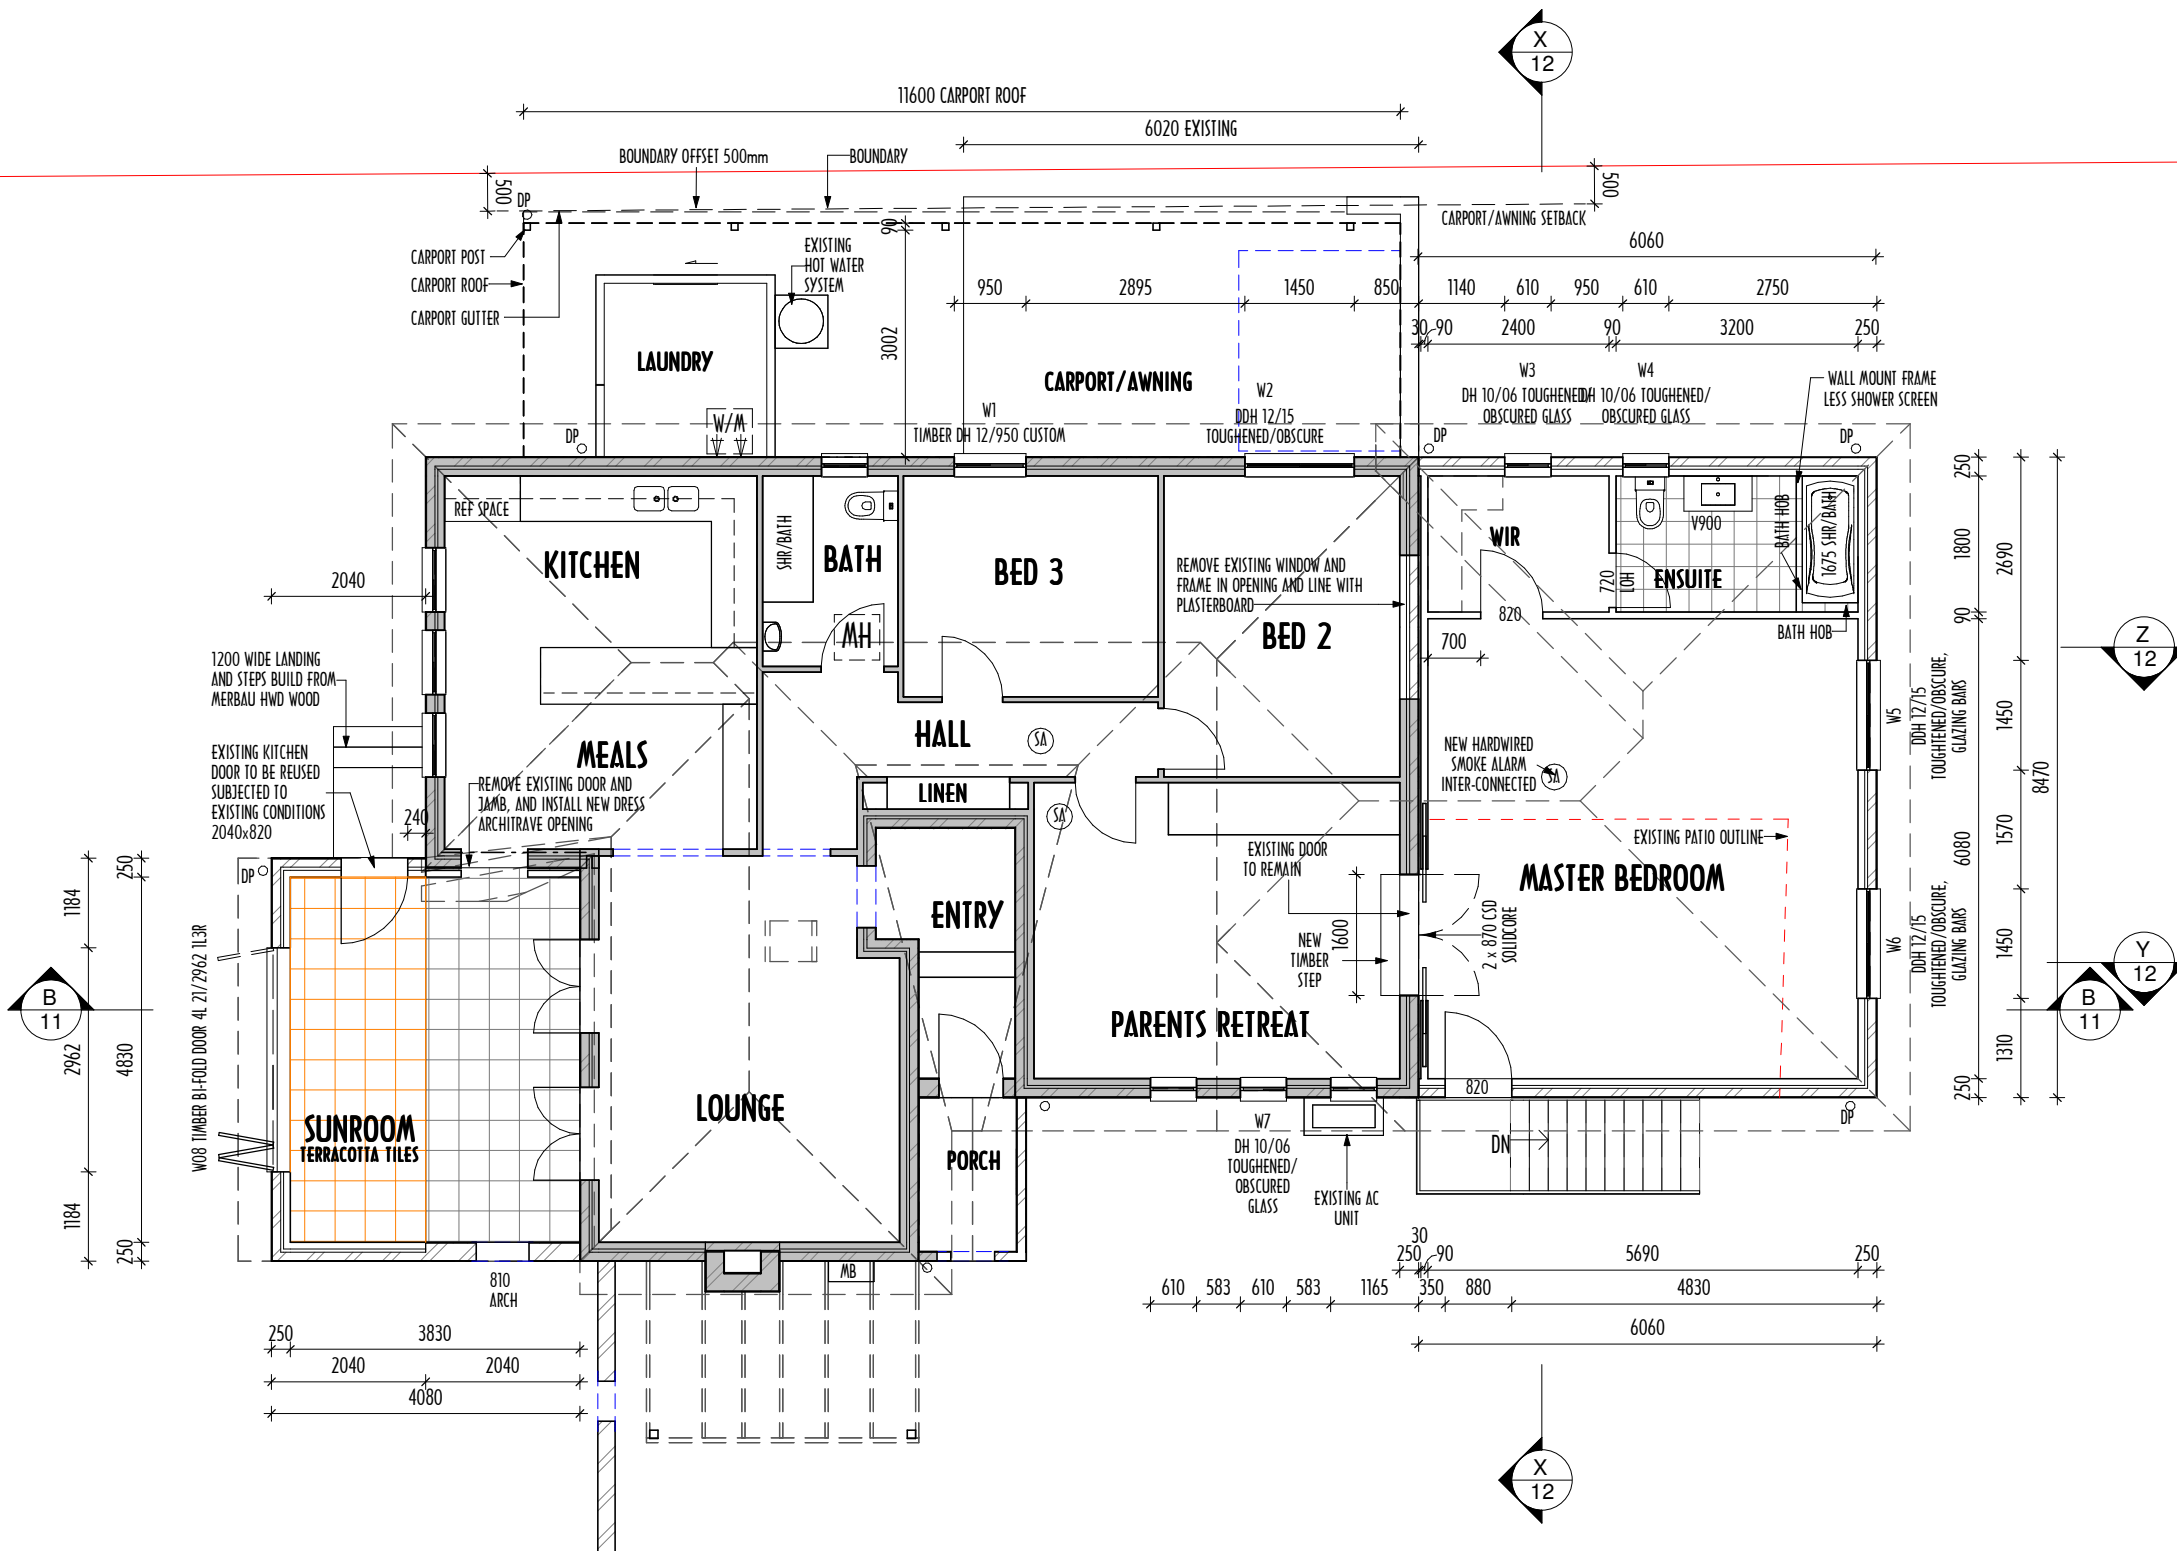 X
12
11600 CARPORT ROOF
6020 EXISTING
BOUNDARY OFFSET 500mm
BOUNDARY
500
DP
500
CARPORT/AWNING SETBACK
90
CARPORT POST
CARPORT ROOF
CARPORT GUTTER
EXISTING
HOT WATER
SYSTEM
6060
950
2895
1450
850
1140
610
950
610
2750
30
90
2400
90
3200
250
3002
LAUNDRY
CARPORT/AWNING
W/M
W1
TIMBER DH 12/950 CUSTOM
W2
DDH 12/15
TOUGHENED/OBSCURE
W3
DH 10/06 TOUGHENED/
OBSCURED GLASS
W4
DH 10/06 TOUGHENED/
OBSCURED GLASS
WALL MOUNT FRAME
LESS SHOWER SCREEN
DP
DP
DP
REF SPACE
KITCHEN
SHR/BATH
BATH
MH
BED 3
REMOVE EXISTING WINDOW AND
FRAME IN OPENING AND LINE WITH
PLASTERBOARD
BED 2
WIR
820
720
LOH
V900
ENSUITE
BATH HOB
1675 SHR/BATH
BATH HOB
700
250
1800
90
2690
8470
6080
1450
1570
1450
1310
250
Z
12
Y
12
B
11
2040
1200 WIDE LANDING
AND STEPS BUILD FROM
MERBAU HWD WOOD
EXISTING KITCHEN
DOOR TO BE REUSED
SUBJECTED TO
EXISTING CONDITIONS
2040x820
240
MEALS
REMOVE EXISTING DOOR AND
JAMB, AND INSTALL NEW DRESS
ARCHITRAVE OPENING
HALL
SA
LINEN
SA
ENTRY
EXISTING DOOR
TO REMAIN
1600
NEW
TIMBER
STEP
2 x 870 CSD
SOLIDCORE
NEW HARDWIRED
SMOKE ALARM
INTER-CONNECTED
SA
EXISTING PATIO OUTLINE
MASTER BEDROOM
W5
DDH 12/15
TOUGHTENED/OBSCURE,
GLAZING BARS
W6
DDH 12/15
TOUGHTENED/OBSCURE,
GLAZING BARS
PARENTS RETREAT
DP
B
11
1184
2962
1184
250
4830
250
W08 TIMBER BI-FOLD DOOR 4L 21/2962 1L3R
SUNROOM
TERRACOTTA TILES
LOUNGE
PORCH
W7
DH 10/06
TOUGHENED/
OBSCURED
GLASS
EXISTING AC
UNIT
820
DN
DP
810
ARCH
MB
30
250
90
5690
250
610
583
610
583
1165
350
880
4830
6060
250
3830
2040
2040
4080
X
12